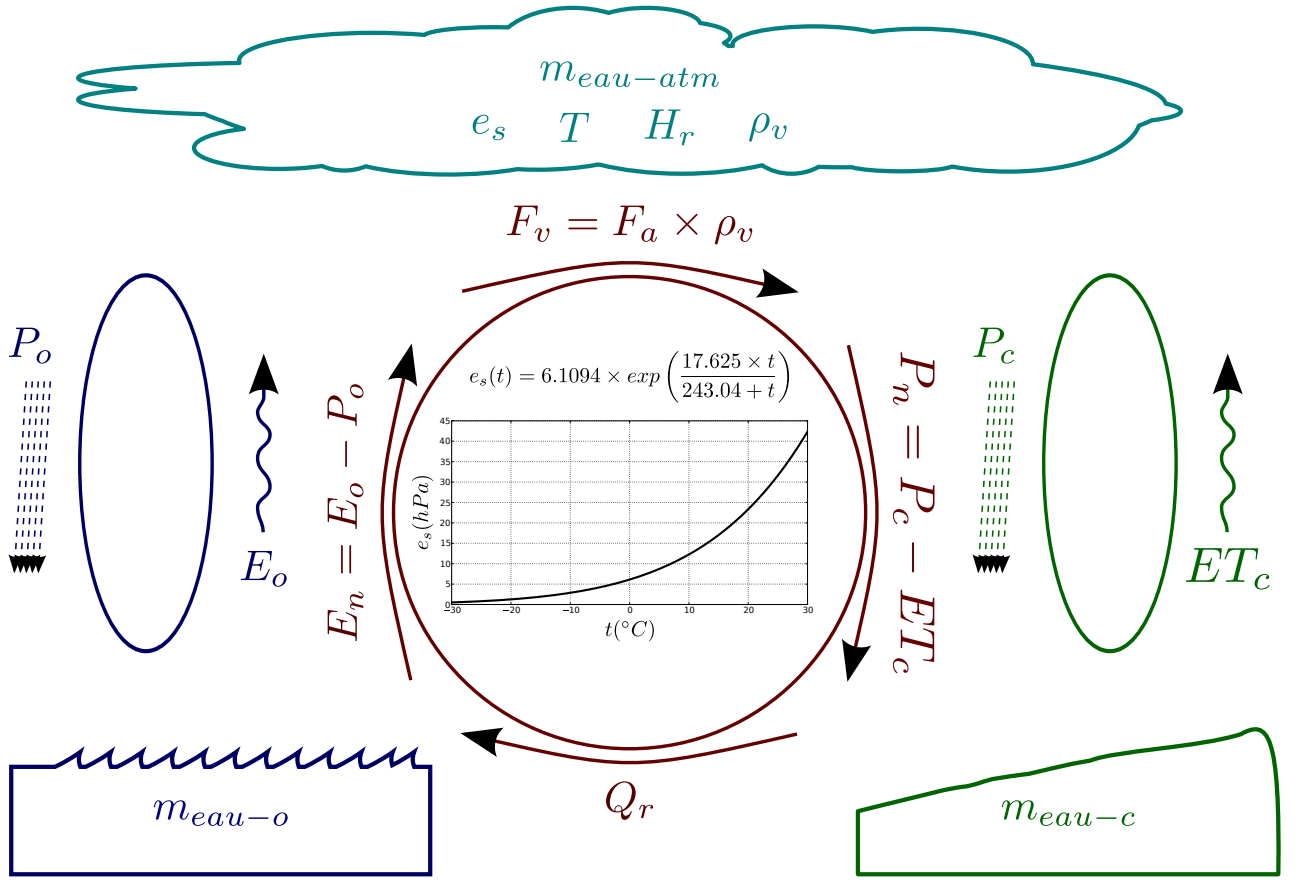 m_{eau-atm}
e_s T H_r ρ_v
F_v = F_a × ρ_v
P_o
E_o
E_n = E_o − P_o
e_s(t) = 6.1094 × exp(17.625 × t / 243.04 + t)
e_s(hPa)
45
40
35
30
25
20
15
10
5
0
−30 −20 −10 0 10 20 30
t(°C)
P_n = P_c − ET_c
P_c
ET_c
Q_r
m_{eau-o}
m_{eau-c}